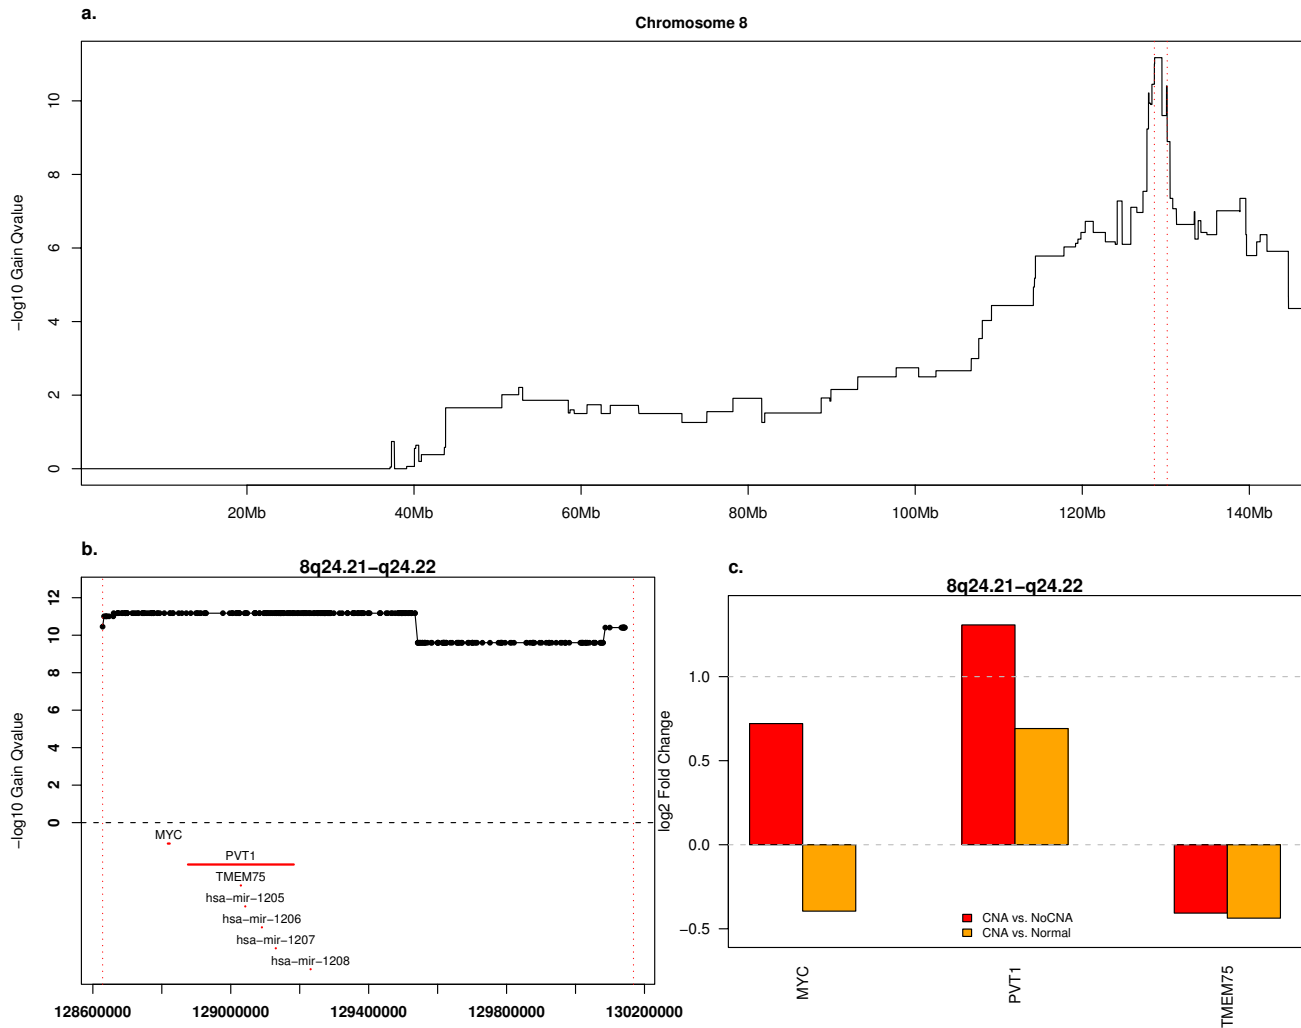 a.
Chromosome 8
−log10 Gain Qvalue
10
8
6
4
2
0
20Mb
40Mb
60Mb
80Mb
100Mb
120Mb
140Mb
b.
8q24.21−q24.22
−log10 Gain Qvalue
12
10
8
6
4
2
0
MYC
PVT1
TMEM75
hsa−mir−1205
hsa−mir−1206
hsa−mir−1207
hsa−mir−1208
128600000
129000000
129400000
129800000
130200000
c.
8q24.21−q24.22
log2 Fold Change
1.0
0.5
0.0
−0.5
CNA vs. NoCNA
CNA vs. Normal
MYC
PVT1
TMEM75